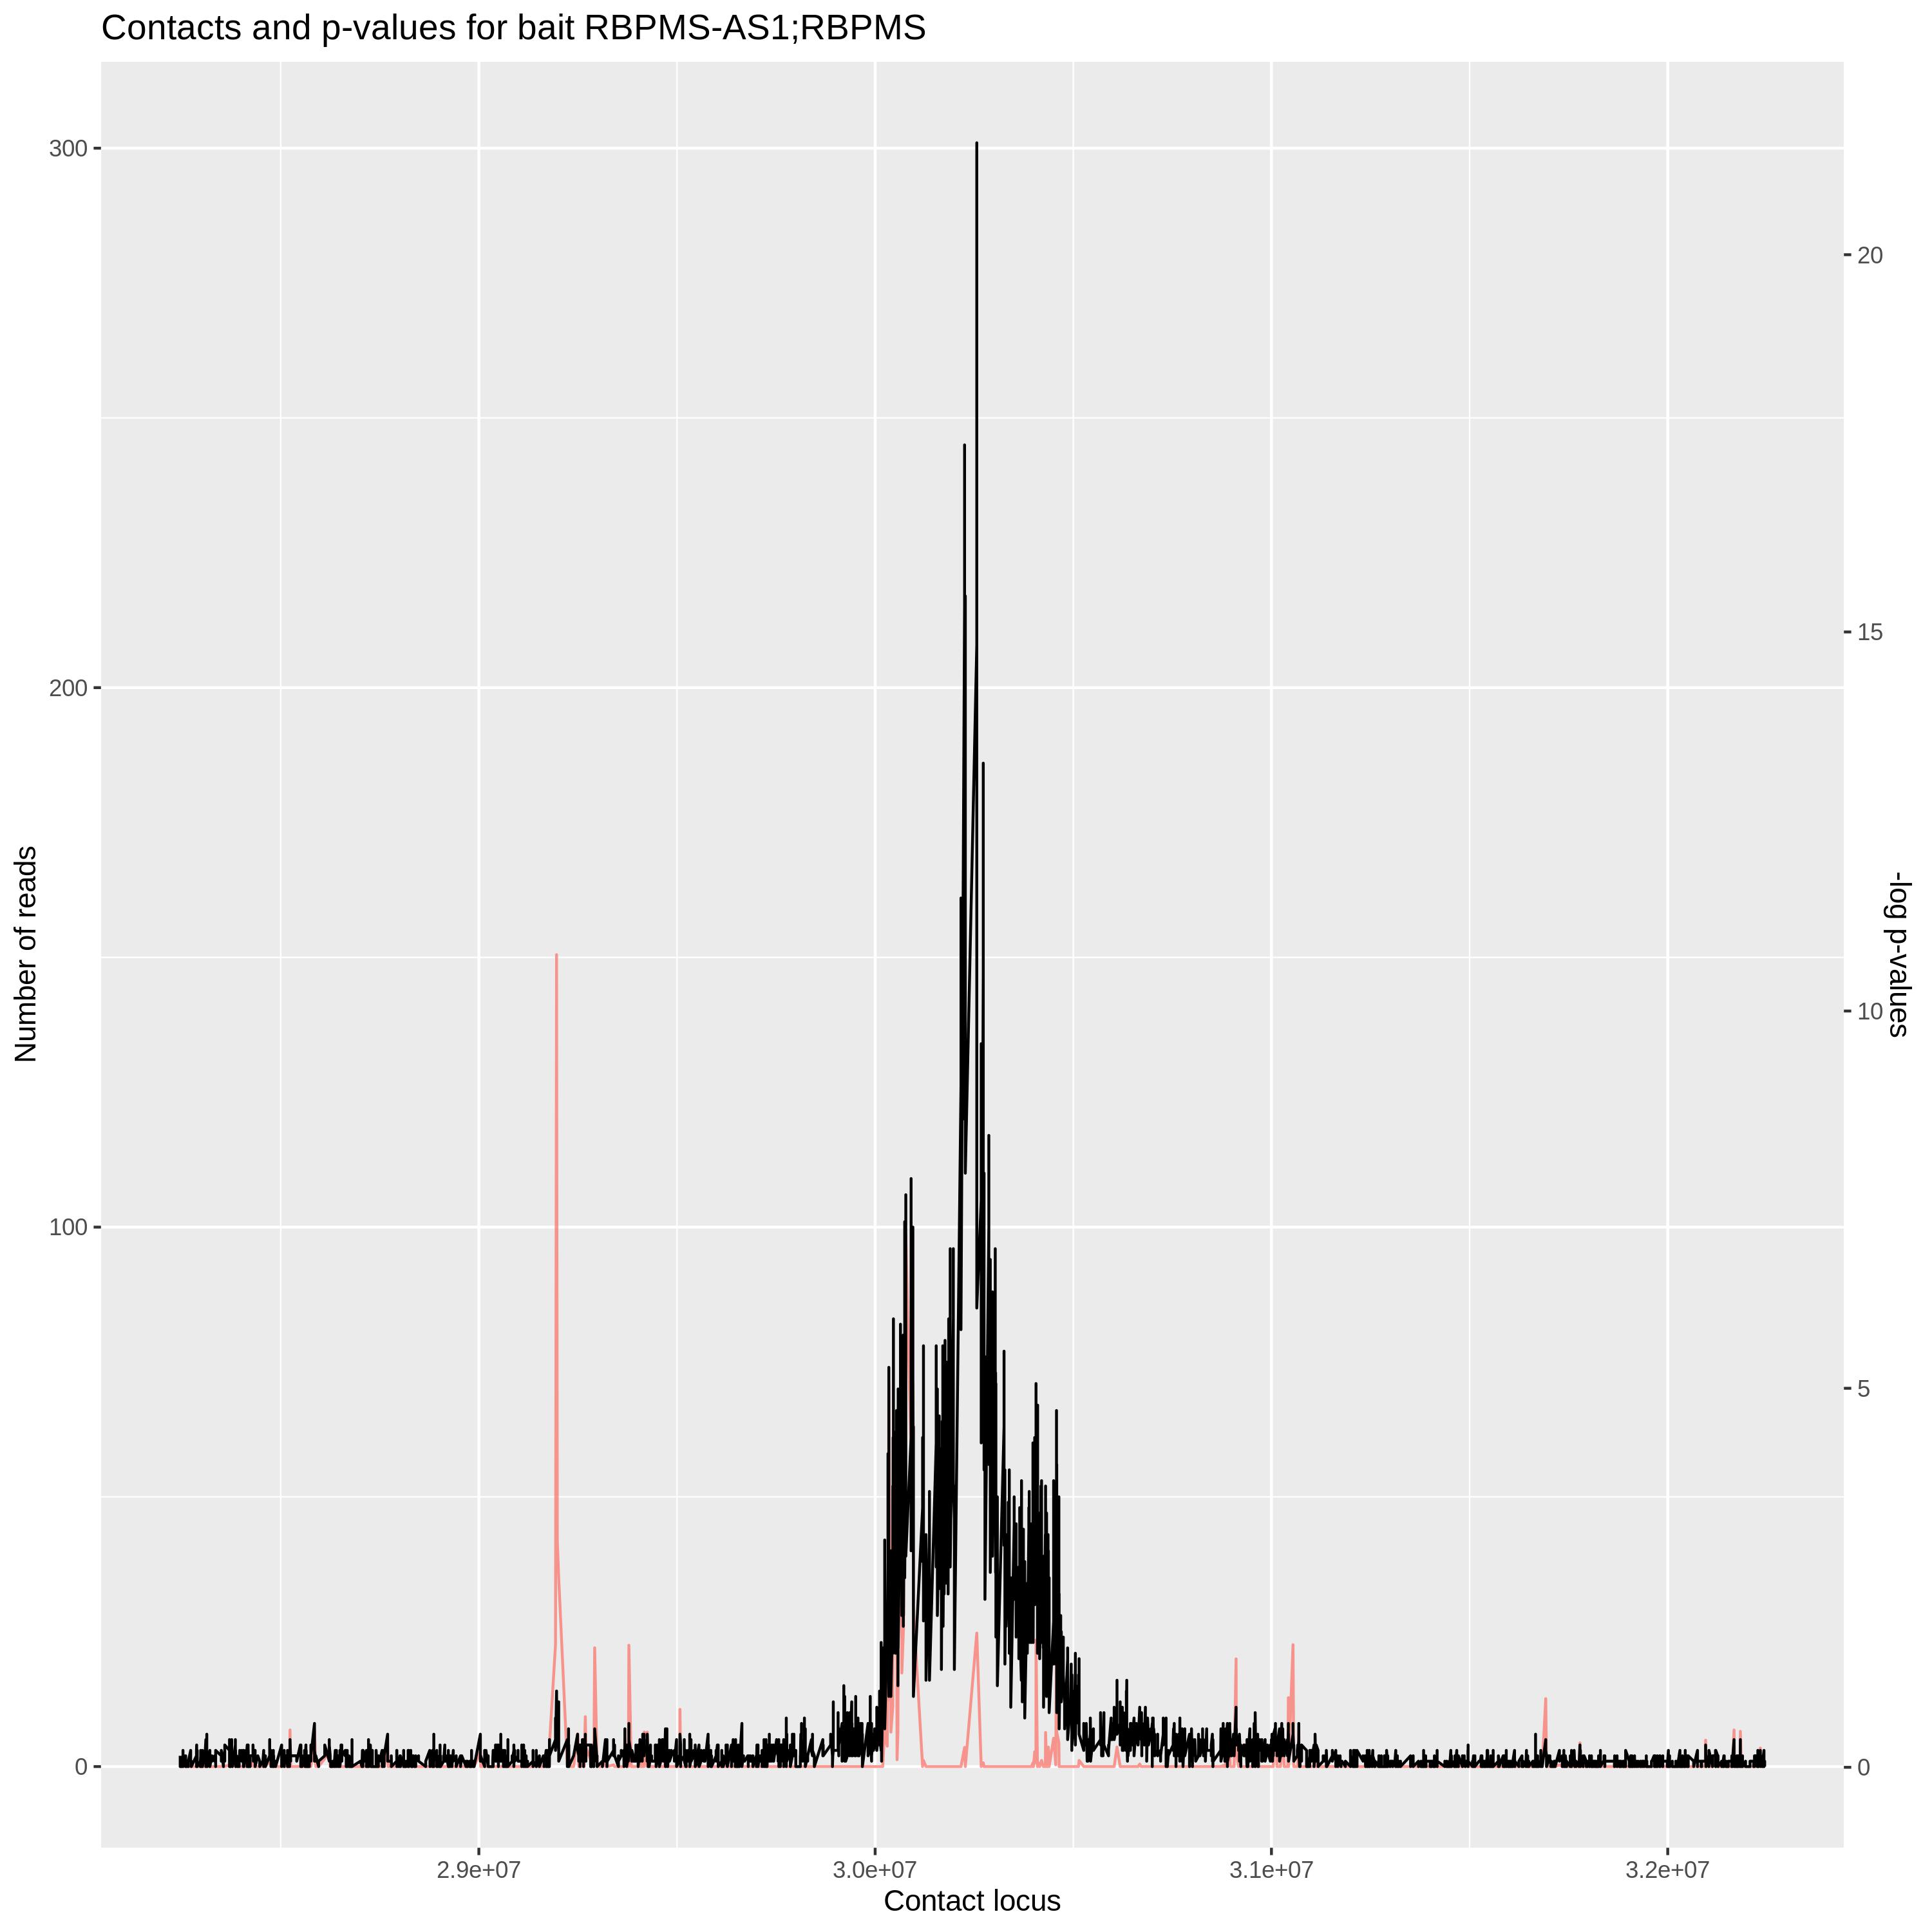 Contacts and p-values for bait RBPMS-AS1;RBPMS
300
200
100
0
Number of reads
20
15
10
5
0
-log p-values
2.9e+07
3.0e+07
3.1e+07
3.2e+07
Contact locus